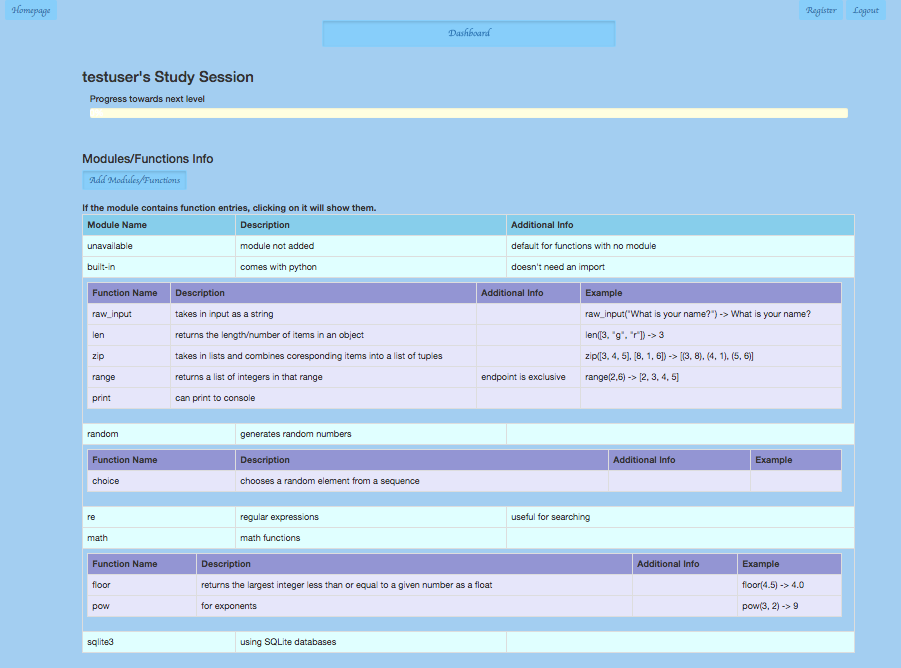 Homepage Register Logout
Dashboard
testuser's Study Session
Progress towards next level
Modules/Functions Info
Add Modules/Functions
If the module contains function entries, clicking on it will show them.
Module Name Description Additional Info
unavailable module not added default for functions with no module
built-in comes with python doesn't need an import
Function Name Description Additional Info Example
raw_input takes in input as a string raw_input("What is your name?") -> What is your name?
len returns the length/number of items in an object len([3, "g", "r"]) -> 3
zip takes in lists and combines coresponding items into a list of tuples zip([3, 4, 5], [8, 1, 6]) -> [(3, 8), (4, 1), (5, 6)]
range returns a list of integers in that range endpoint is exclusive range(2,6) -> [2, 3, 4, 5]
print can print to console
random generates random numbers
Function Name Description Additional Info Example
choice chooses a random element from a sequence
re regular expressions useful for searching
math math functions
Function Name Description Additional Info Example
floor returns the largest integer less than or equal to a given number as a float floor(4.5) -> 4.0
pow for exponents pow(3, 2) -> 9
sqlite3 using SQLite databases